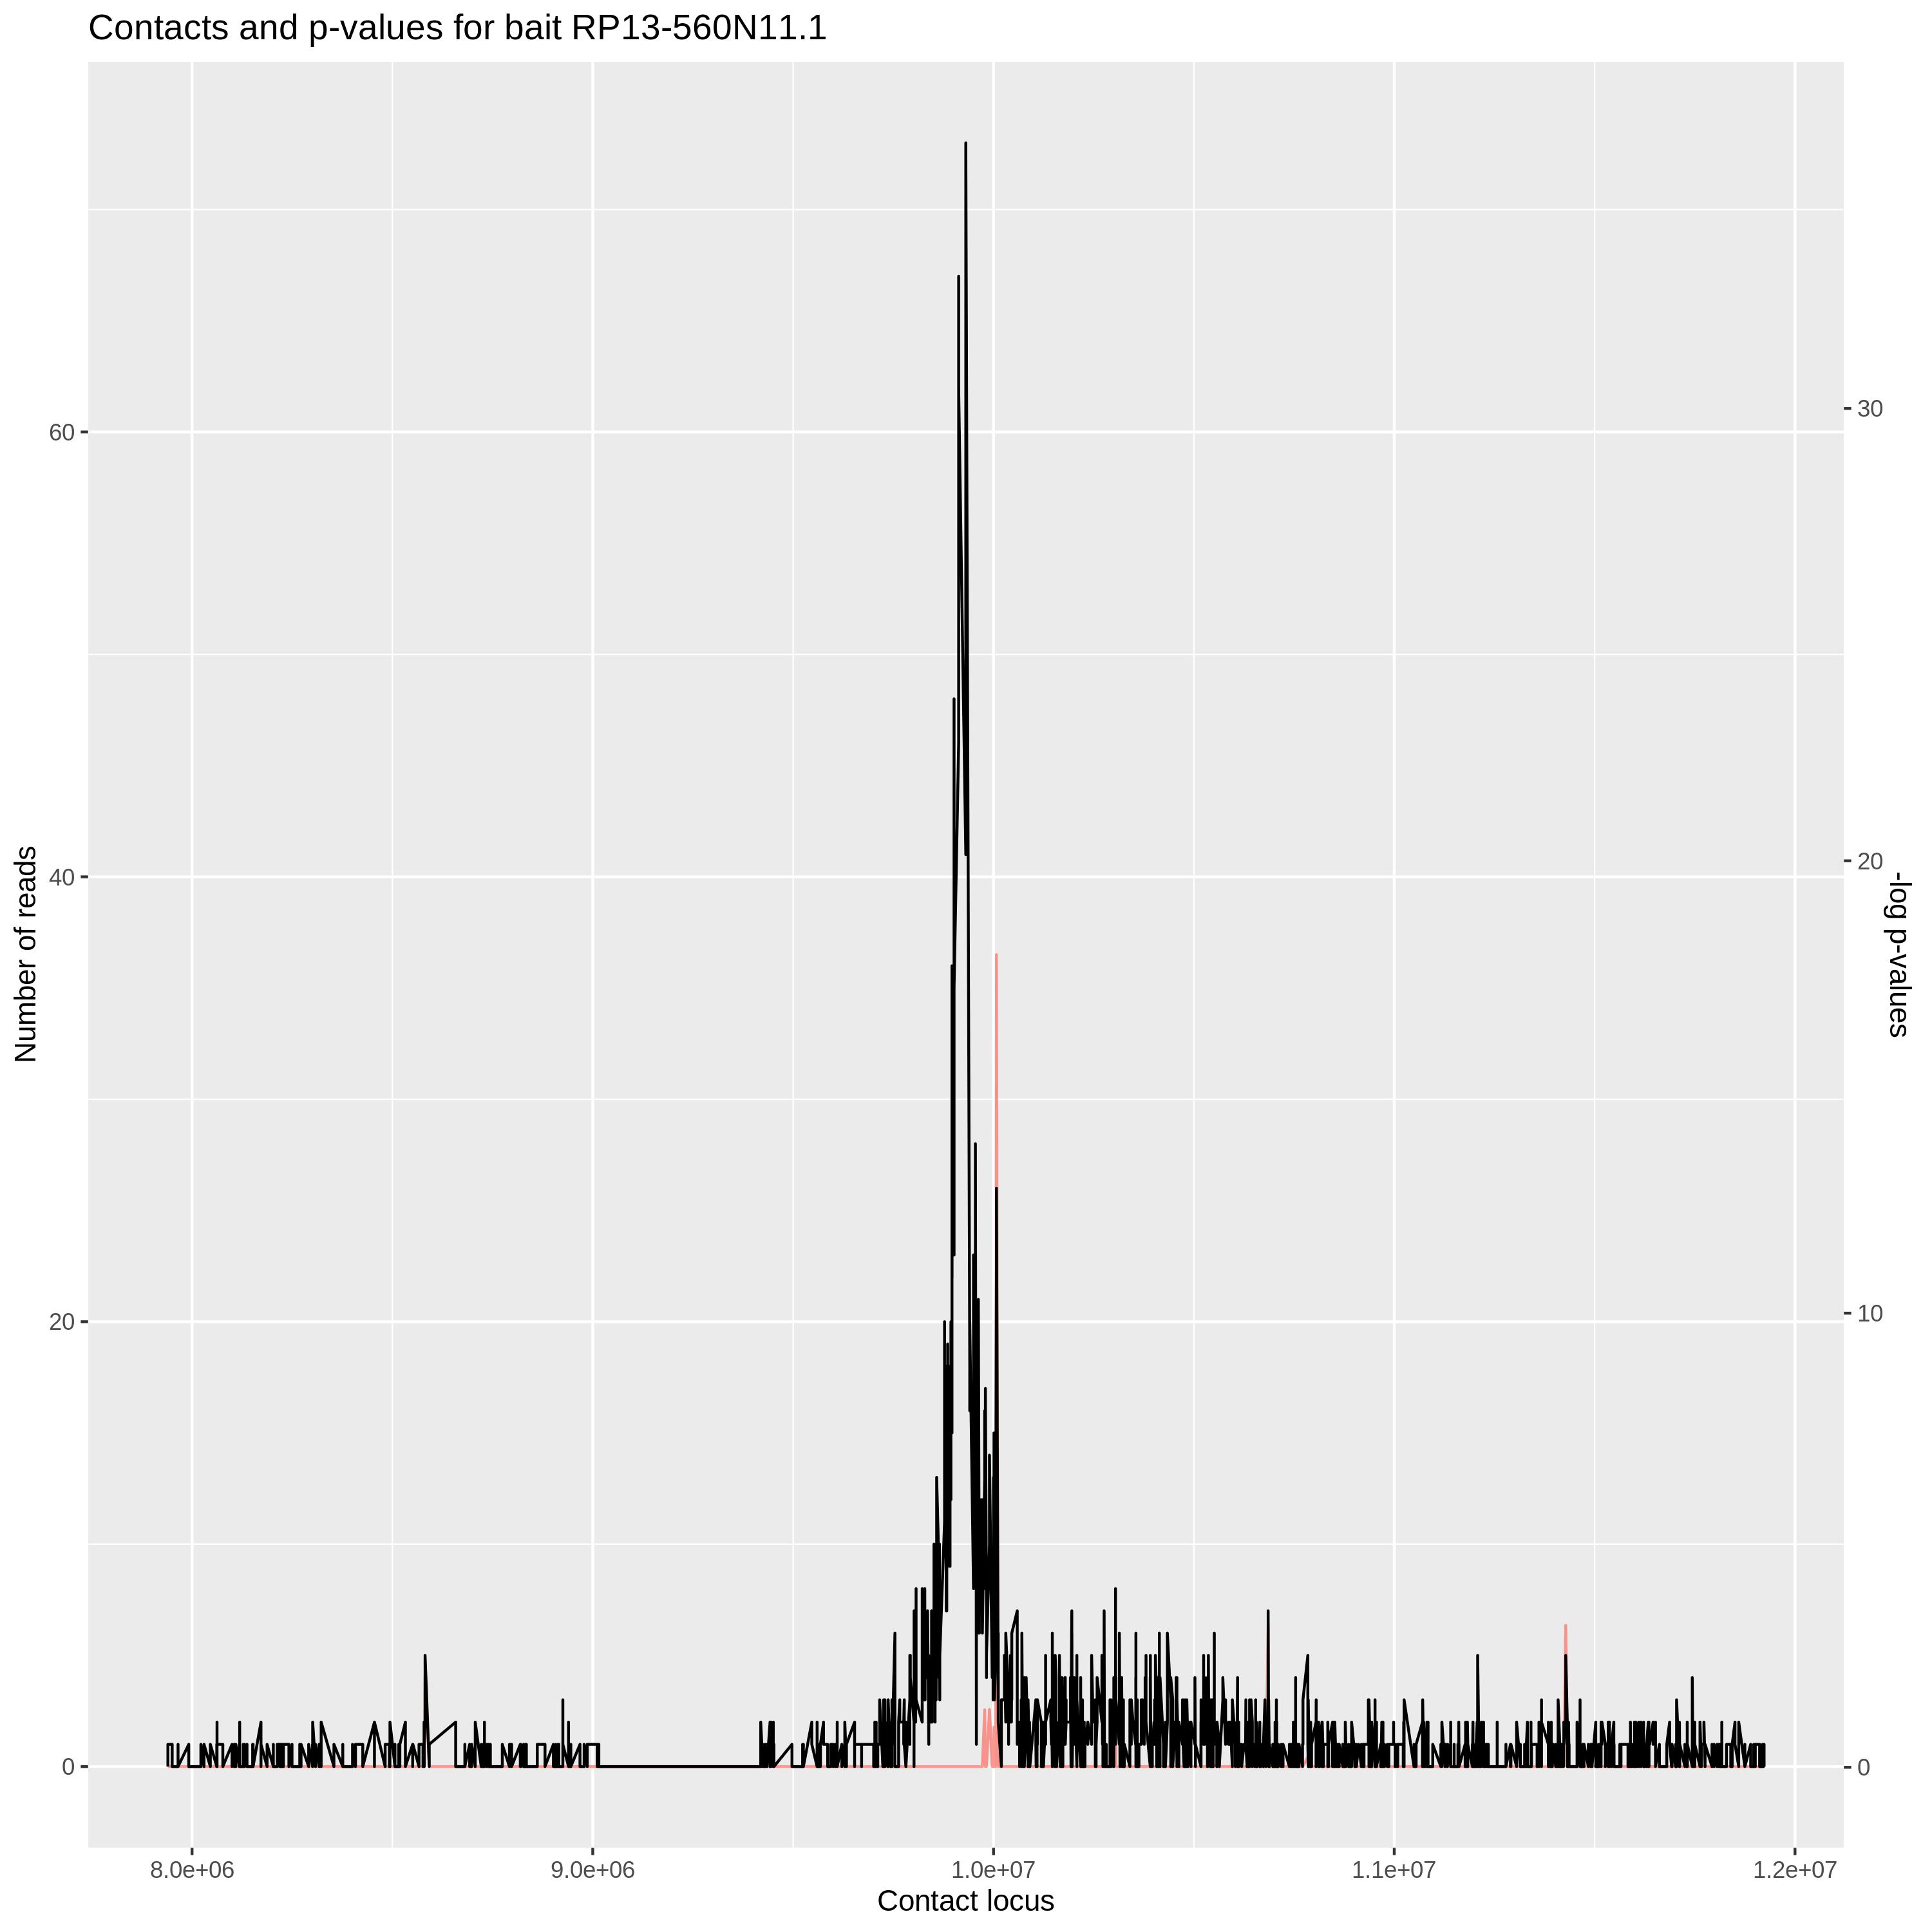 Contacts and p-values for bait RP13-560N11.1
60
40
20
0
30
20
10
0
Number of reads
-log p-values
8.0e+06
9.0e+06
1.0e+07
1.1e+07
1.2e+07
Contact locus